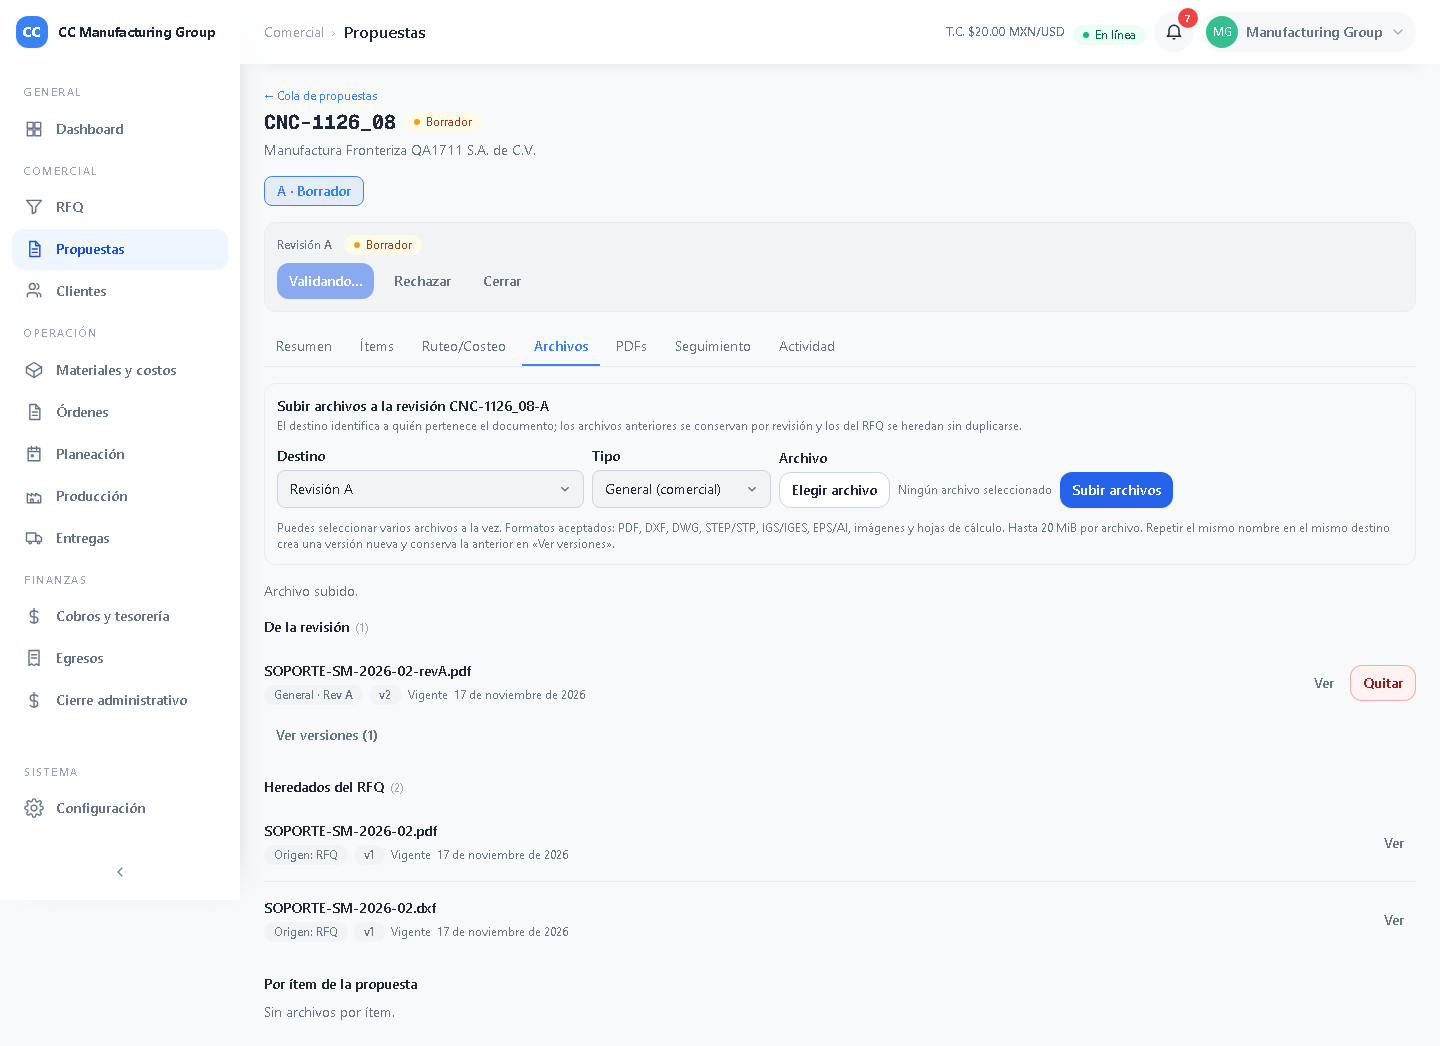 CC
CC Manufacturing Group
Comercial › Propuestas
T.C. $20.00 MXN/USD
En línea
7
MG
Manufacturing Group
GENERAL
Dashboard
COMERCIAL
RFQ
Propuestas
Clientes
OPERACIÓN
Materiales y costos
Órdenes
Planeación
Producción
Entregas
FINANZAS
Cobros y tesorería
Egresos
Cierre administrativo
SISTEMA
Configuración
← Cola de propuestas
CNC-1126_08
Borrador
Manufactura Fronteriza QA1711 S.A. de C.V.
A · Borrador
Revisión A
Borrador
Validando...
Rechazar
Cerrar
Resumen
Ítems
Ruteo/Costeo
Archivos
PDFs
Seguimiento
Actividad
Subir archivos a la revisión CNC-1126_08-A
El destino identifica a quién pertenece el documento; los archivos anteriores se conservan por revisión y los del RFQ se heredan sin duplicarse.
Destino
Revisión A
Tipo
General (comercial)
Archivo
Elegir archivo
Ningún archivo seleccionado
Subir archivos
Puedes seleccionar varios archivos a la vez. Formatos aceptados: PDF, DXF, DWG, STEP/STP, IGS/IGES, EPS/AI, imágenes y hojas de cálculo. Hasta 20 MiB por archivo. Repetir el mismo nombre en el mismo destino
crea una versión nueva y conserva la anterior en «Ver versiones».
Archivo subido.
De la revisión (1)
SOPORTE-SM-2026-02-revA.pdf
General · Rev A
v2
Vigente 17 de noviembre de 2026
Ver
Quitar
Ver versiones (1)
Heredados del RFQ (2)
SOPORTE-SM-2026-02.pdf
Origen: RFQ
v1
Vigente 17 de noviembre de 2026
Ver
SOPORTE-SM-2026-02.dxf
Origen: RFQ
v1
Vigente 17 de noviembre de 2026
Ver
Por ítem de la propuesta
Sin archivos por ítem.